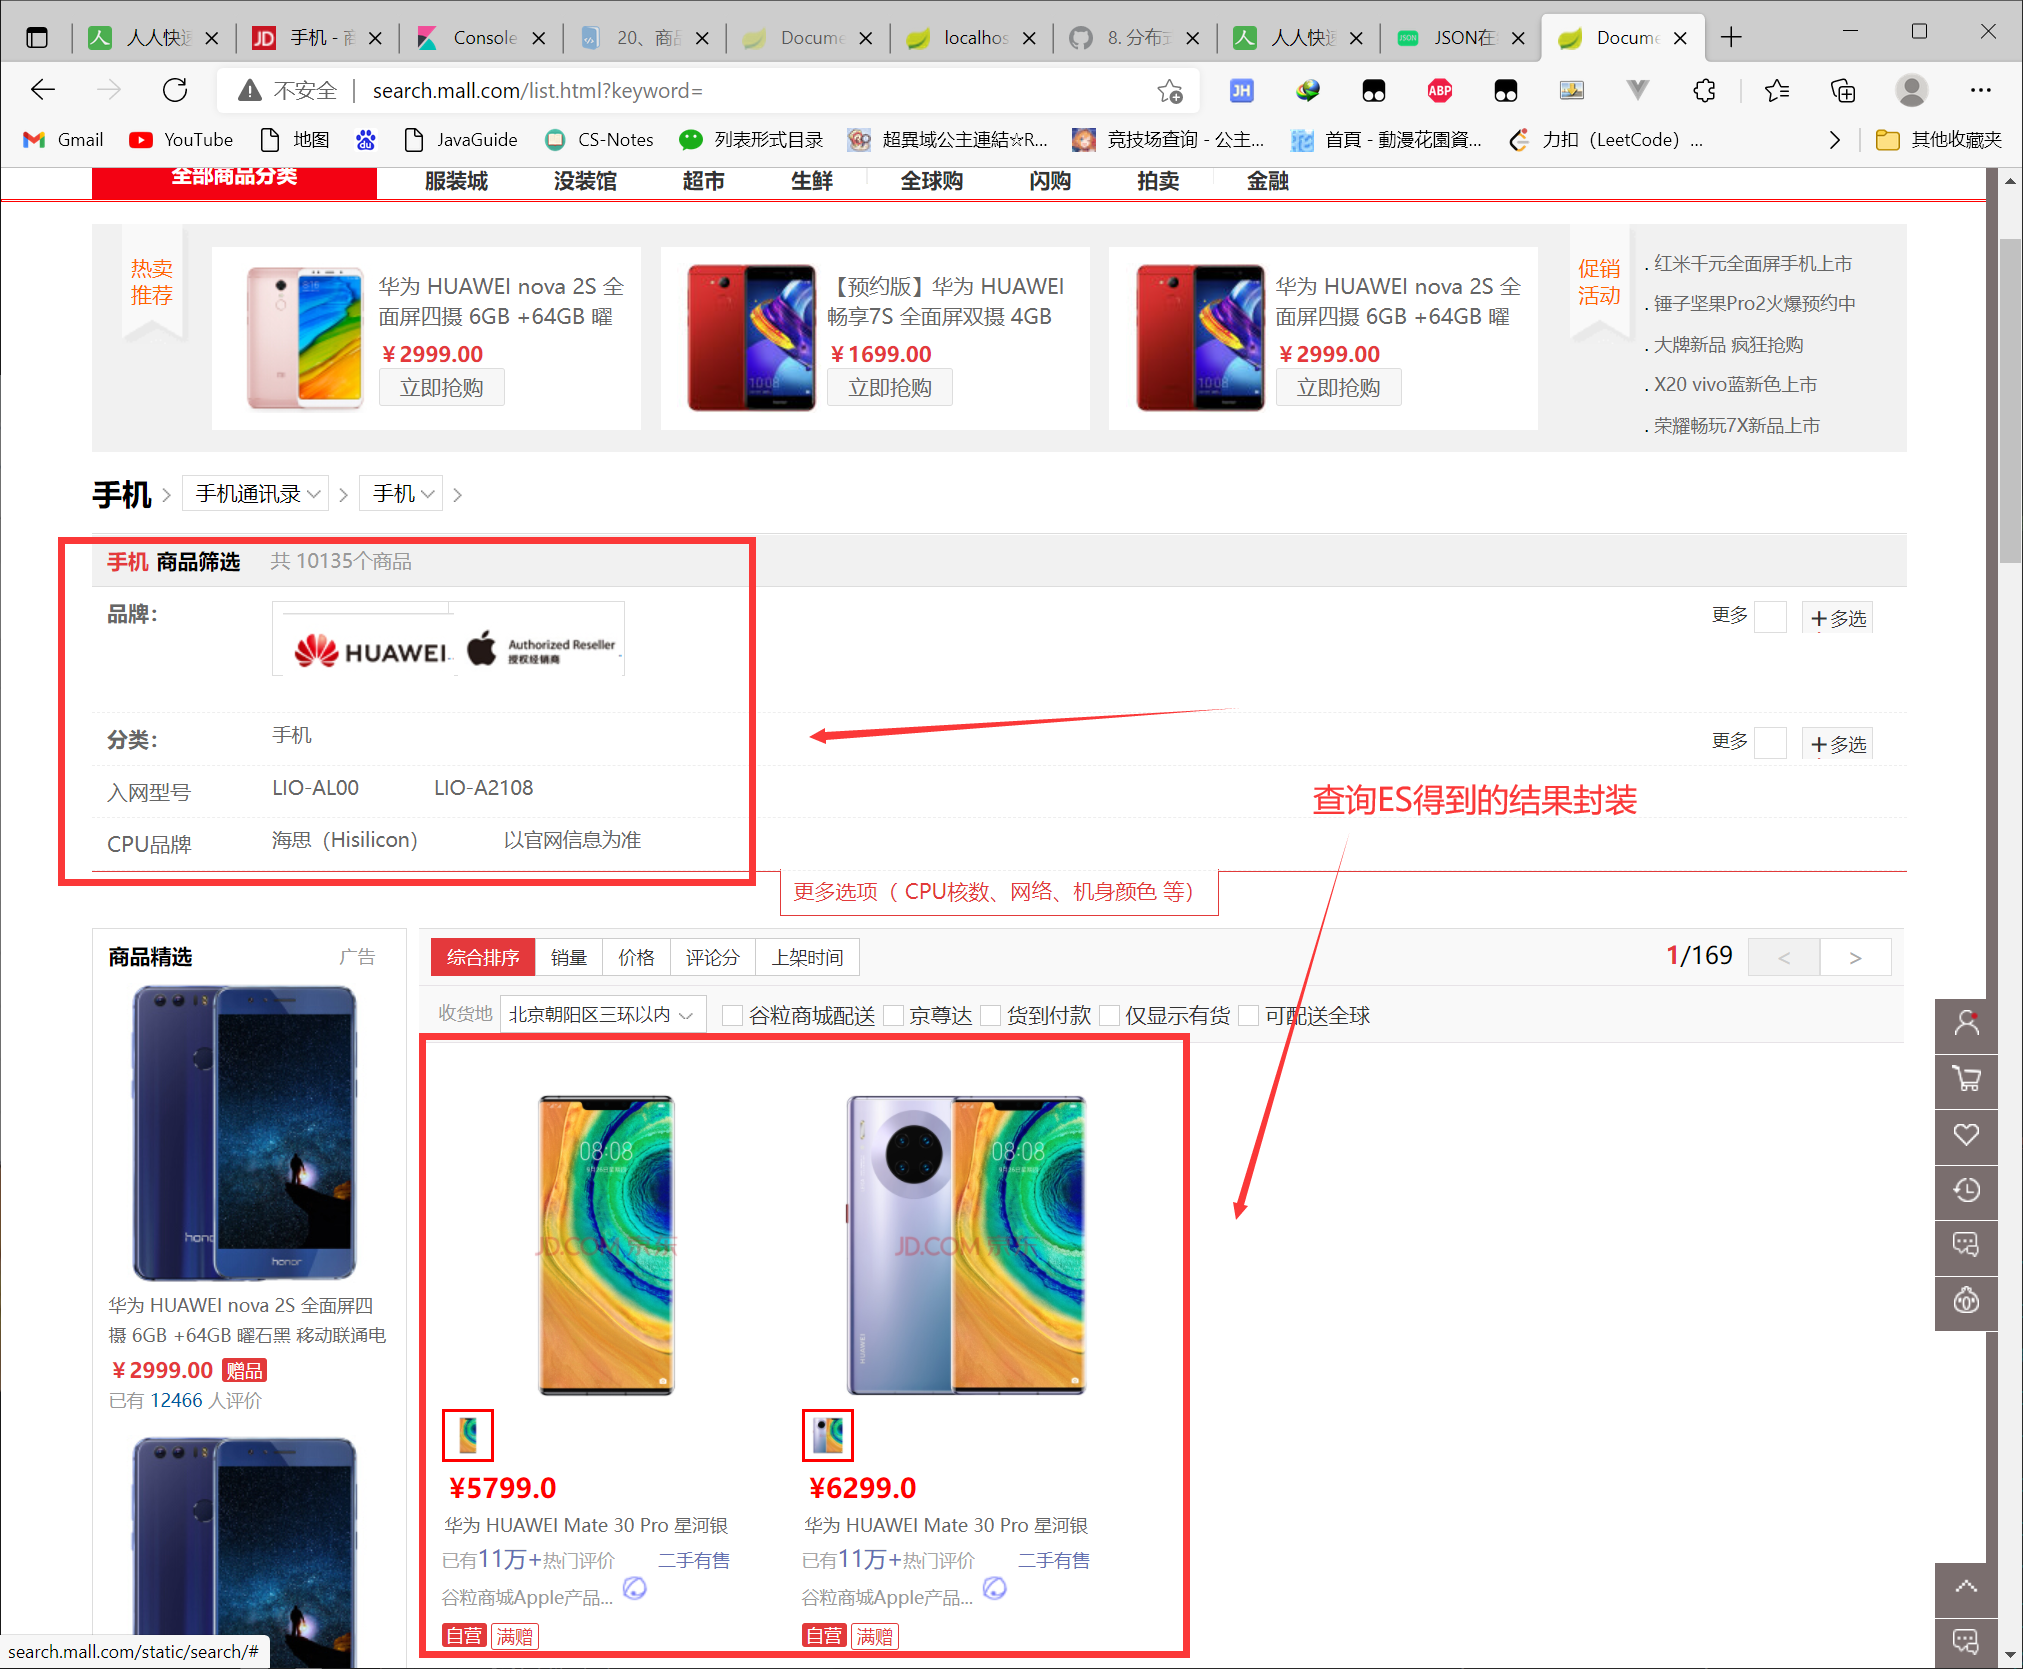 人人快速
手机 - 商
Console
20、商品
Docume
localhos
8. 分布式
人人快速
JSON在
Docume
不安全
search.mall.com/list.html?keyword=
JH
ABP
Gmail
YouTube
地图
du
JavaGuide
CS-Notes
列表形式目录
超異域公主連結☆R...
竞技场查询 - 公主...
首頁 - 動漫花園資...
力扣（LeetCode）...
其他收藏夹
全部商品分类
服装城
没装馆
超市
生鲜
全球购
闪购
拍卖
金融
热卖
推荐
华为 HUAWEI nova 2S 全
面屏四摄 6GB +64GB 曜
￥2999.00
立即抢购
【预约版】华为 HUAWEI
畅享7S 全面屏双摄 4GB
￥1699.00
立即抢购
华为 HUAWEI nova 2S 全
面屏四摄 6GB +64GB 曜
￥2999.00
立即抢购
促销
活动
. 红米千元全面屏手机上市
. 锤子坚果Pro2火爆预约中
. 大牌新品 疯狂抢购
. X20 vivo蓝新色上市
. 荣耀畅玩7X新品上市
手机 > 手机通讯录 > 手机 >
手机 商品筛选 共 10135个商品
品牌：
HUAWEI
Authorized Reseller
授权经销商
更多
+多选
分类：
手机
更多
+多选
入网型号
LIO-AL00
LIO-A2108
CPU品牌
海思（Hisilicon）
以官网信息为准
查询ES得到的结果封装
更多选项（ CPU核数、网络、机身颜色 等）
商品精选
广告
综合排序
销量
价格
评论分
上架时间
1/169
<
>
收货地
北京朝阳区三环以内
谷粒商城配送
京尊达
货到付款
仅显示有货
可配送全球
honor
华为 HUAWEI nova 2S 全面屏四
摄 6GB +64GB 曜石黑 移动联通电
￥2999.00 赠品
已有 12466 人评价
08:08
JD.COM 京东
¥5799.0
华为 HUAWEI Mate 30 Pro 星河银
已有11万+热门评价
二手有售
谷粒商城Apple产品...
自营
满赠
08:08
JD.COM 京东
HUAWEI
¥6299.0
华为 HUAWEI Mate 30 Pro 星河银
已有11万+热门评价
二手有售
谷粒商城Apple产品...
自营
满赠
search.mall.com/static/search/#